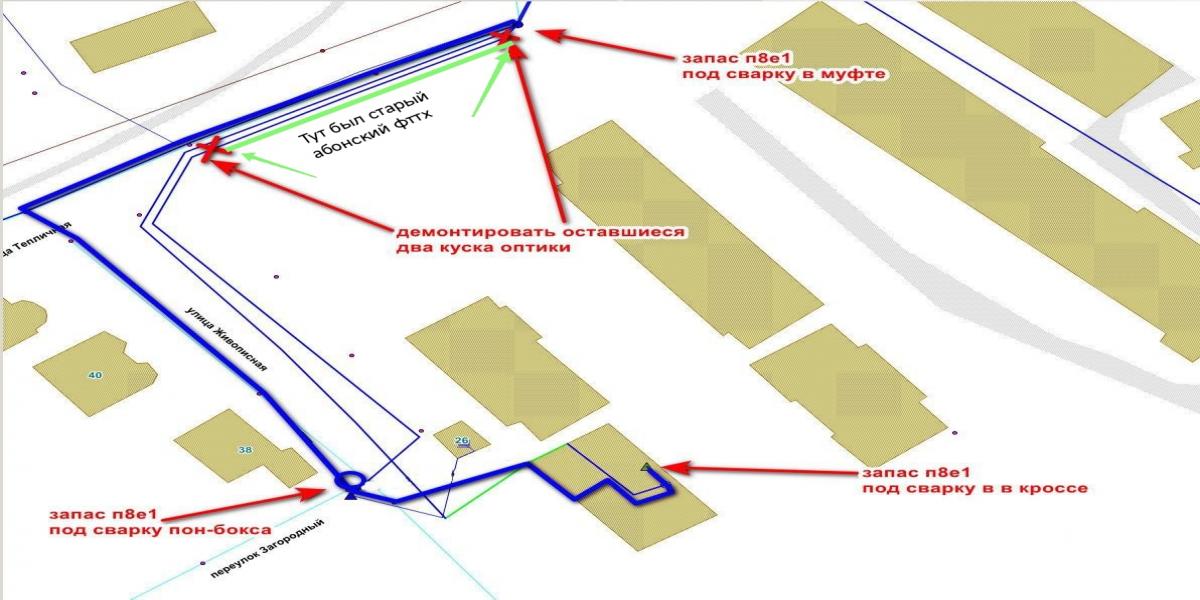 запас п8е1
под сварку в муфте
Тут был старый
абонский фттх
демонтировать оставшиеся
два куска оптики
ца Тепличная
улица Живописная
40
38
26
запас п8е1
под сварку в в кроссе
запас п8е1
под сварку пон-бокса
переулок Загородный